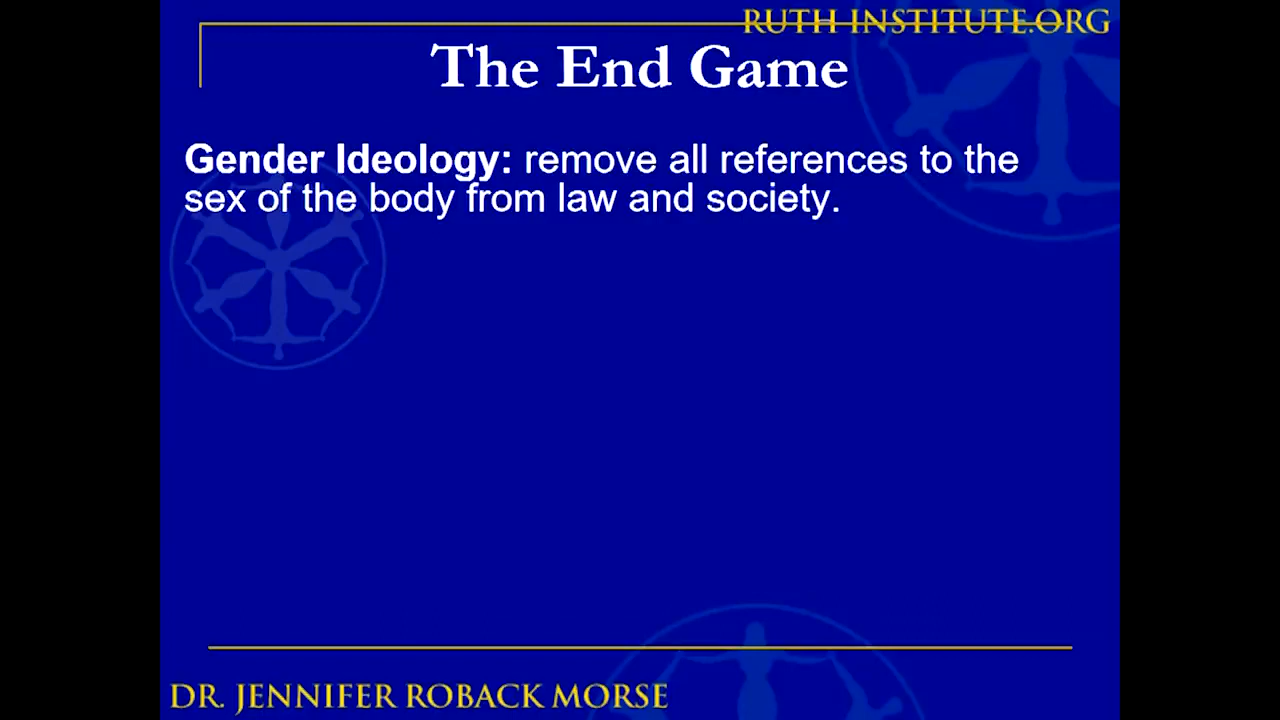 RUTH INSTITUTE.ORG
The End Game
Gender Ideology: remove all references to the
sex of the body from law and society.
DR. JENNIFER ROBACK MORSE